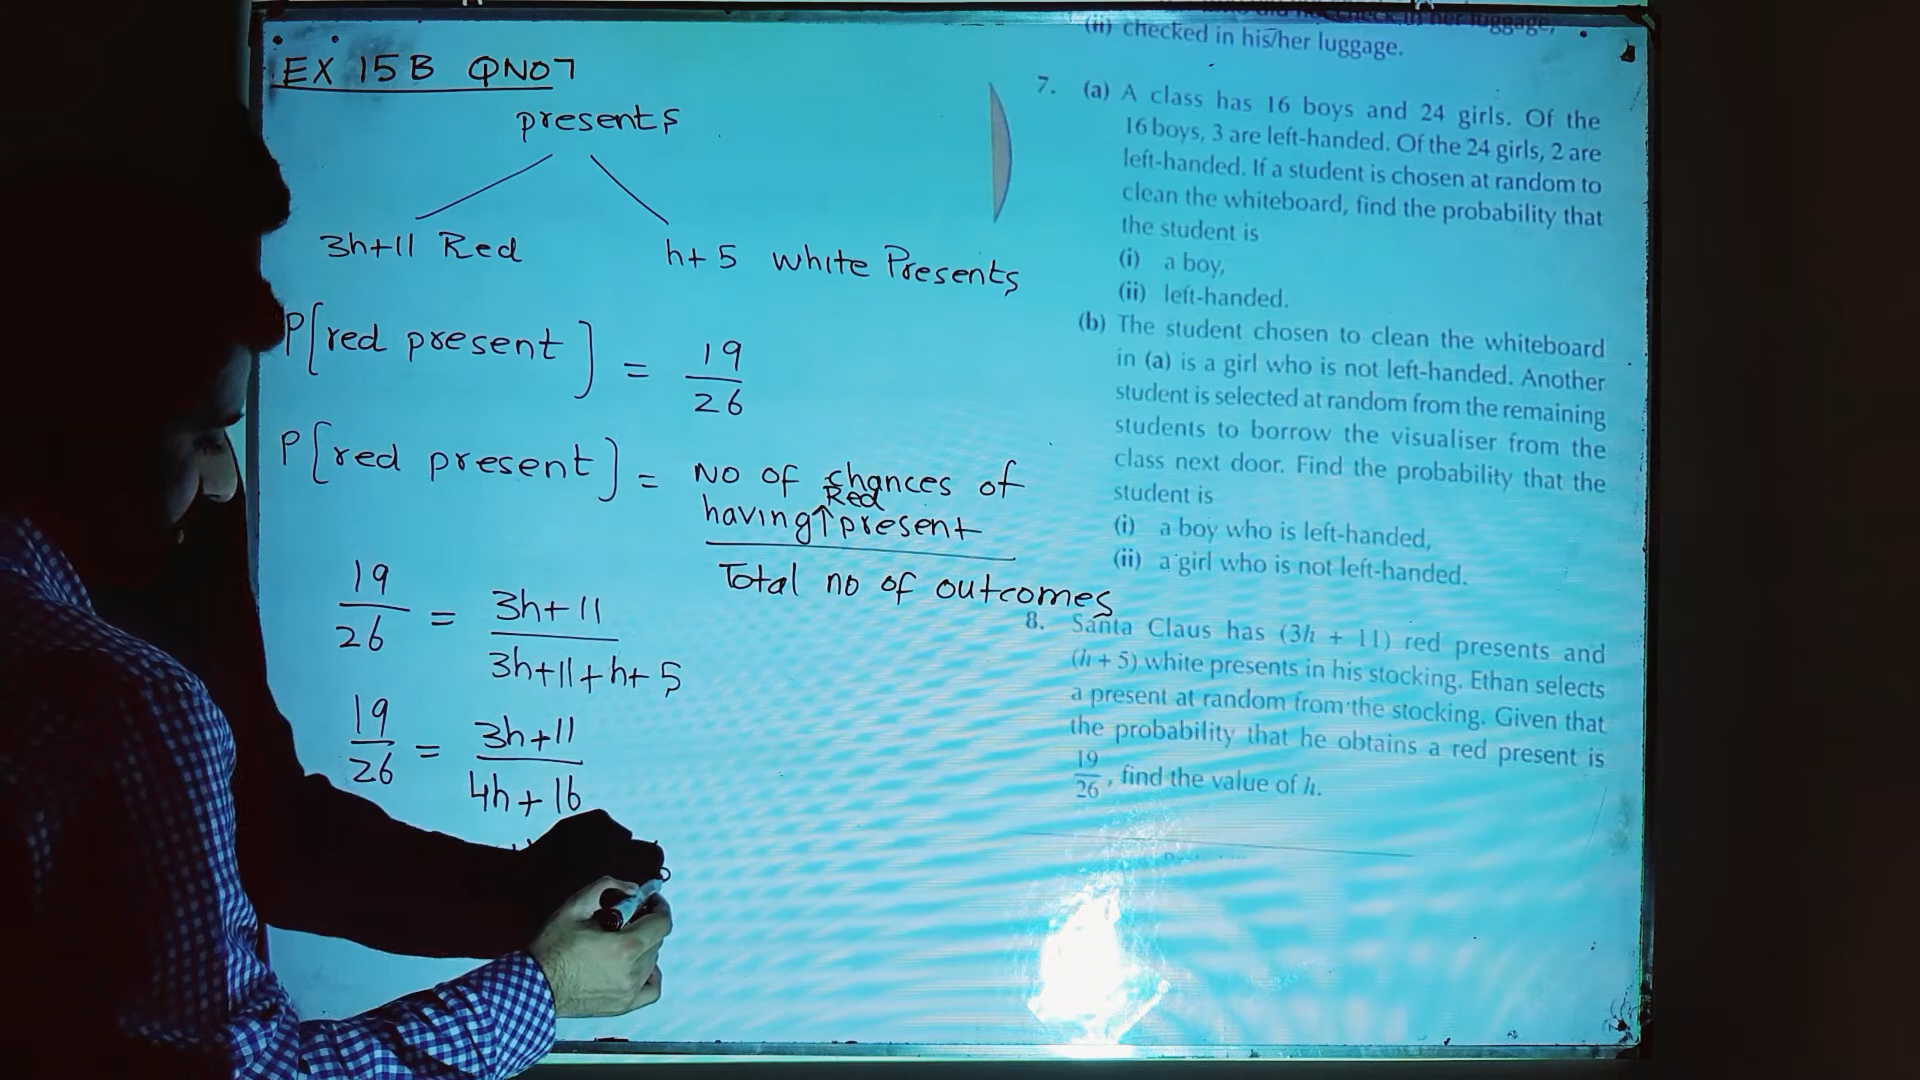 EX 15B QNO7
presents
3h+11 Red
h+5 white Presents
P[red present] = 19/26
P[red present] = NO OF chances of
having↑present
Red
Total no of outcomes
19/26 = 3h+11
3h+11+h+5
19/26 = 3h+11
4h+16
(ii) checked in his/her luggage.
7. (a) A class has 16 boys and 24 girls. Of the
16 boys, 3 are left-handed. Of the 24 girls, 2 are
left-handed. If a student is chosen at random to
clean the whiteboard, find the probability that
the student is
(i) a boy,
(ii) left-handed.
(b) The student chosen to clean the whiteboard
in (a) is a girl who is not left-handed. Another
student is selected at random from the remaining
students to borrow the visualiser from the
class next door. Find the probability that the
student is
(i) a boy who is left-handed,
(ii) a girl who is not left-handed.
8. Santa Claus has (3h + 11) red presents and
(h + 5) white presents in his stocking. Ethan selects
a present at random from the stocking. Given that
the probability that he obtains a red present is
19/26, find the value of h.